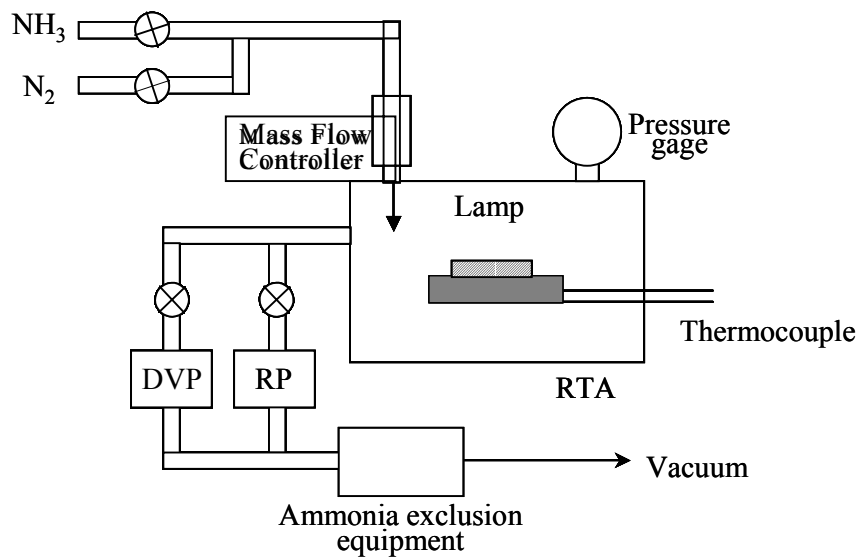 NH3
N2
Mass Flow
Controller
Pressure
gage
Lamp
Thermocouple
DVP
RP
RTA
Vacuum
Ammonia exclusion
equipment